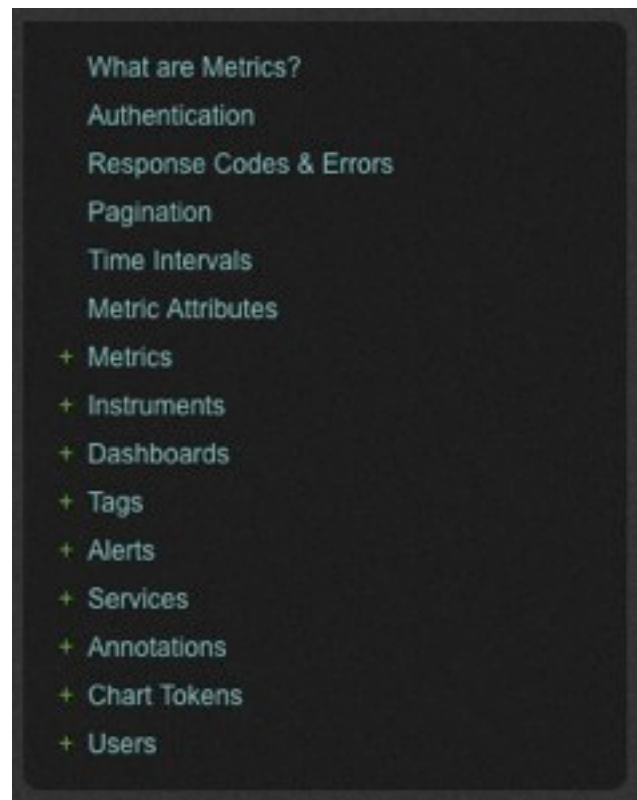 What are Metrics?
Authentication
Response Codes & Errors
Pagination
Time Intervals
Metric Attributes
+ Metrics
+ Instruments
+ Dashboards
+ Tags
+ Alerts
+ Services
+ Annotations
+ Chart Tokens
+ Users